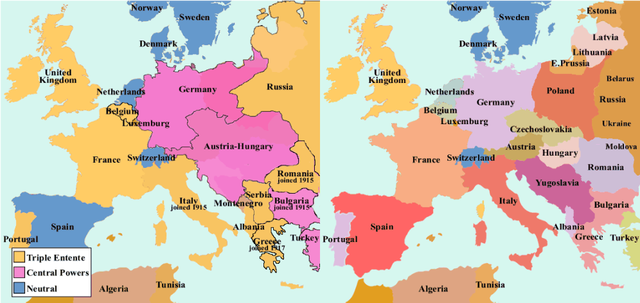 Norway
Sweden
Denmark
United
Kingdom
Netherlands
Germany
Russia
Belgium
Luxemburg
France
Switzerland
Austria-Hungary
Romania
joined 1915
Italy
joined 1915
Serbia
Montenegro
Bulgaria
joined 1915
Albania
Greece
joined 1917
Turkey
Portugal
Spain
Algeria
Tunisia
Triple Entente
Central Powers
Neutral
Norway
Sweden
Estonia
Latvia
Denmark
Lithuania
E.Prussia
United
Kingdom
Netherlands
Belarus
Poland
Russia
Germany
Belgium
Luxemburg
Ukraine
Czechoslovakia
Moldova
France
Switzerland
Austria
Hungary
Romania
Yugoslavia
Italy
Bulgaria
Albania
Greece
Turkey
Portugal
Spain
Algeria
Tunisia